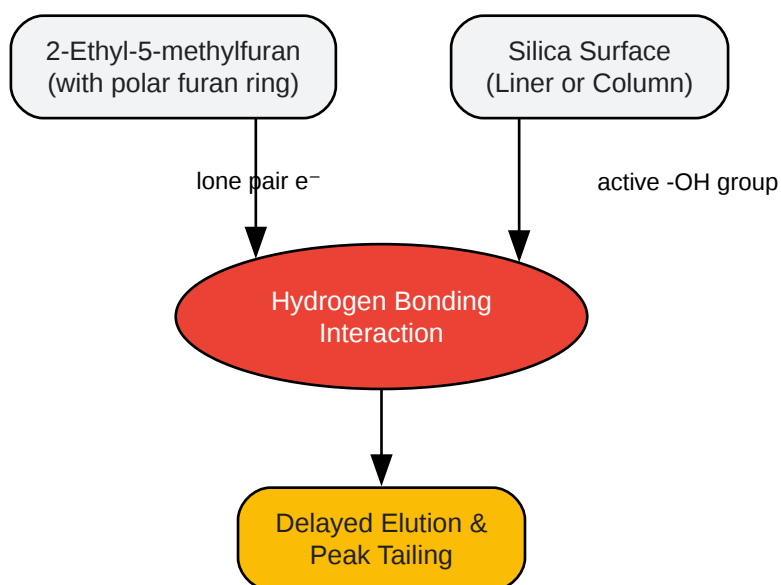 2-Ethyl-5-methylfuran
(with polar furan ring)
Silica Surface
(Liner or Column)
lone pair e⁻
active -OH group
Hydrogen Bonding
Interaction
Delayed Elution &
Peak Tailing